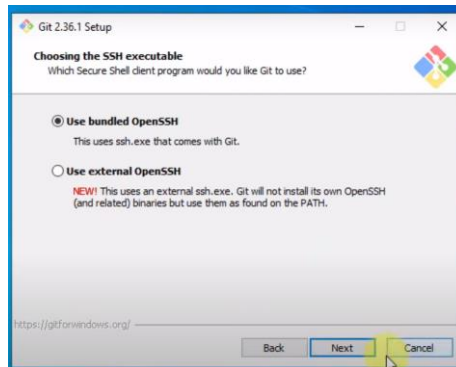 Git 2.36.1 Setup
Choosing the SSH executable
Which Secure Shell client program would you like Git to use?
Use bundled OpenSSH
This uses ssh.exe that comes with Git.
Use external OpenSSH
NEW! This uses an external ssh.exe. Git will not install its own OpenSSH
(and related) binaries but use them as found on the PATH.
https://gitforwindows.org/
Back Next Cancel